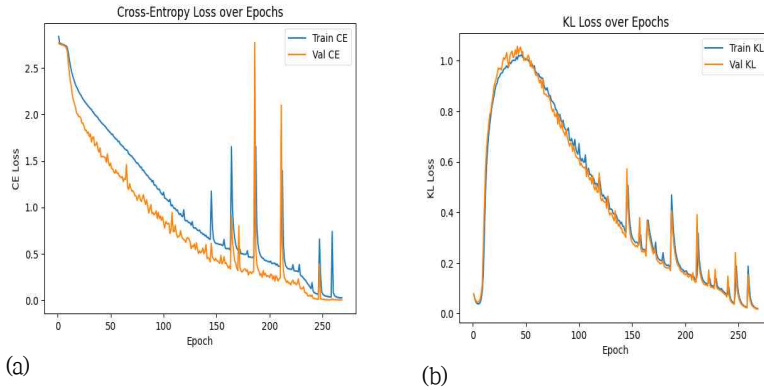 Cross-Entropy Loss over Epochs
CE Loss
2.5
2.0
1.5
1.0
0.5
0.0
Train CE
Val CE
0 50 100 150 200 250
Epoch
(a)
KL Loss over Epochs
KL Loss
1.0
0.8
0.6
0.4
0.2
0.0
Train KL
Val KL
0 50 100 150 200 250
Epoch
(b)